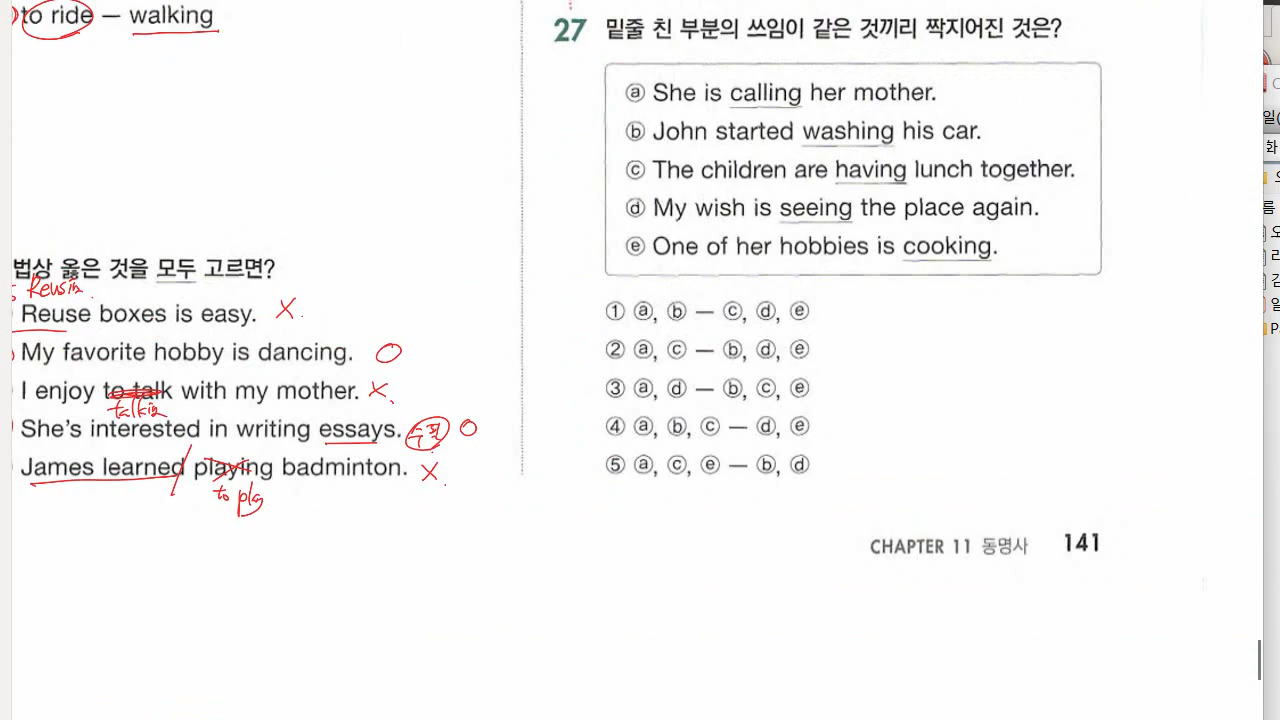 to ride — walking
법상 옳은 것을 모두 고르면?
Reusin
Reuse boxes is easy. X
My favorite hobby is dancing. O
I enjoy to talk with my mother. X
talkin
She's interested in writing essays. 수필 O
James learned / playing badminton. X
to play
27 밑줄 친 부분의 쓰임이 같은 것끼리 짝지어진 것은?
ⓐ She is calling her mother.
ⓑ John started washing his car.
ⓒ The children are having lunch together.
ⓓ My wish is seeing the place again.
ⓔ One of her hobbies is cooking.
① ⓐ, ⓑ — ⓒ, ⓓ, ⓔ
② ⓐ, ⓒ — ⓑ, ⓓ, ⓔ
③ ⓐ, ⓓ — ⓑ, ⓒ, ⓔ
④ ⓐ, ⓑ, ⓒ — ⓓ, ⓔ
⑤ ⓐ, ⓒ, ⓔ — ⓑ, ⓓ
CHAPTER 11 동명사 141